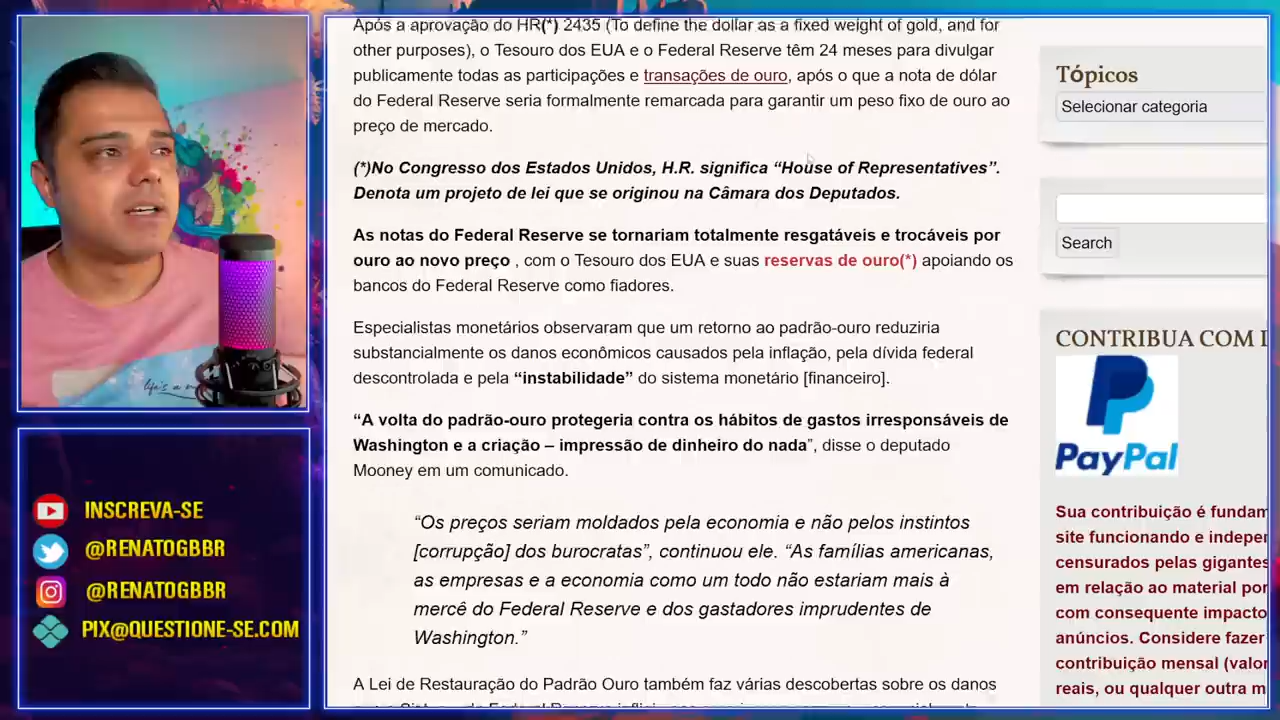 Após a aprovação do HR(*) 2435 (To define the dollar as a fixed weight of gold, and for
other purposes), o Tesouro dos EUA e o Federal Reserve têm 24 meses para divulgar
publicamente todas as participações e transações de ouro, após o que a nota de dólar
do Federal Reserve seria formalmente remarcada para garantir um peso fixo de ouro ao
preço de mercado.
(*)No Congresso dos Estados Unidos, H.R. significa “House of Representatives”.
Denota um projeto de lei que se originou na Câmara dos Deputados.
As notas do Federal Reserve se tornariam totalmente resgatáveis e trocáveis por
ouro ao novo preço , com o Tesouro dos EUA e suas reservas de ouro(*) apoiando os
bancos do Federal Reserve como fiadores.
Especialistas monetários observaram que um retorno ao padrão-ouro reduziria
substancialmente os danos econômicos causados pela inflação, pela dívida federal
descontrolada e pela “instabilidade” do sistema monetário [financeiro].
“A volta do padrão-ouro protegeria contra os hábitos de gastos irresponsáveis de
Washington e a criação – impressão de dinheiro do nada”, disse o deputado
Mooney em um comunicado.
“Os preços seriam moldados pela economia e não pelos instintos
[corrupção] dos burocratas”, continuou ele. “As famílias americanas,
as empresas e a economia como um todo não estariam mais à
mercê do Federal Reserve e dos gastadores imprudentes de
Washington.”
A Lei de Restauração do Padrão Ouro também faz várias descobertas sobre os danos
Tópicos
Selecionar categoria
Search
CONTRIBUA COM
PayPal
Sua contribuição é fundam
site funcionando e indepen
censurados pelas gigantes
em relação ao material por
com consequente impacto
anúncios. Considere fazer
contribuição mensal (valor
reais, ou qualquer outra m
life's a
INSCREVA-SE
@RENATOGBBR
@RENATOGBBR
PIX@QUESTIONE-SE.COM